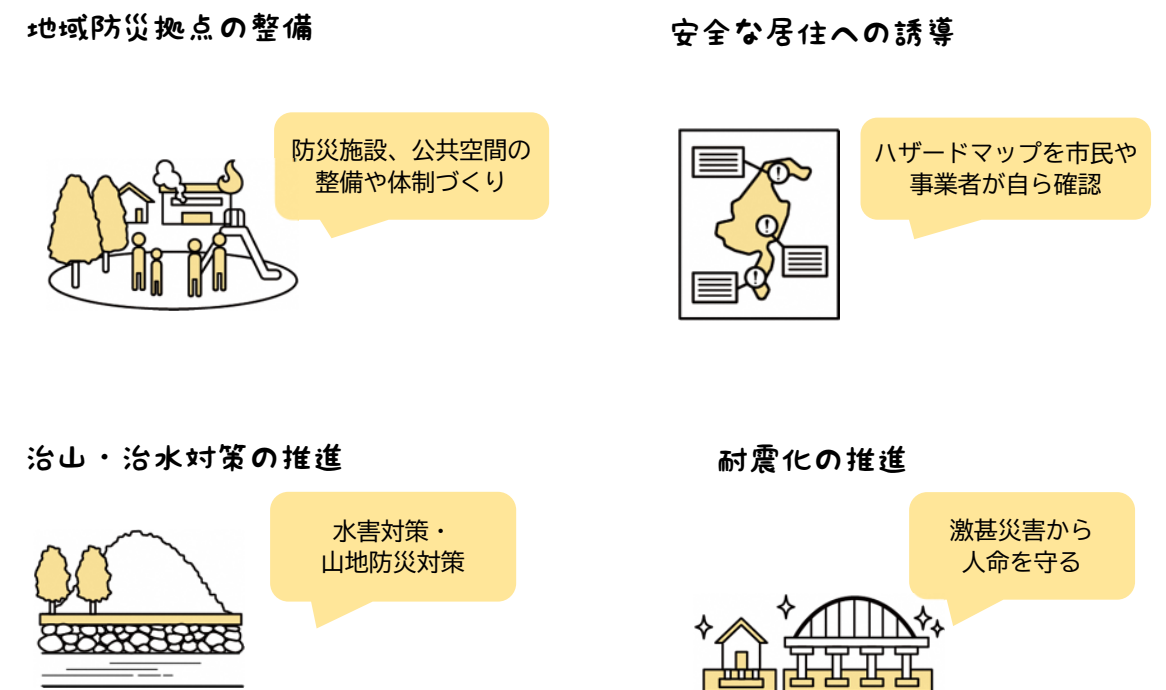 地域防災拠点の整備
防災施設、公共空間の
整備や体制づくり
安全な居住への誘導
ハザードマップを市民や
事業者が自ら確認
治山・治水対策の推進
水害対策・
山地防災対策
耐震化の推進
激甚災害から
人命を守る